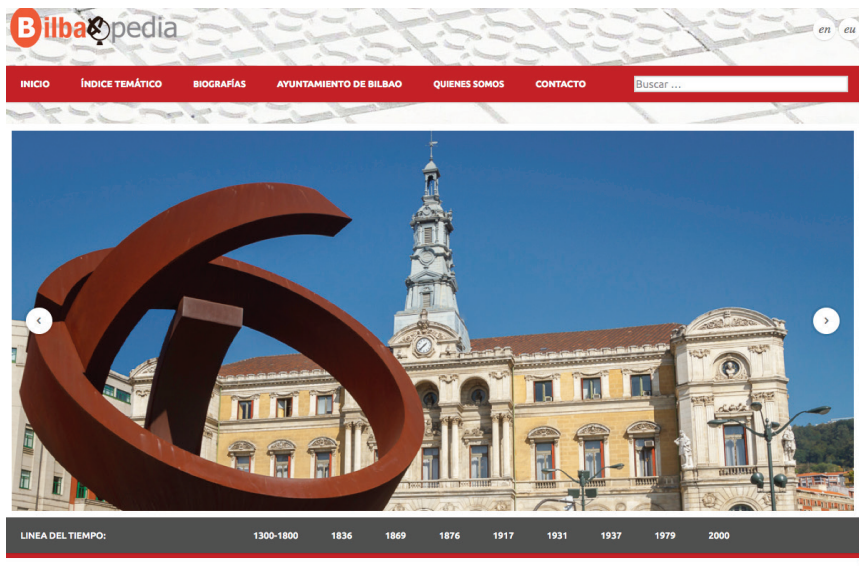 Bilbaopedia
en eu
INICIO ÍNDICE TEMÁTICO BIOGRAFÍAS AYUNTAMIENTO DE BILBAO QUIENES SOMOS CONTACTO Buscar ...
LINEA DEL TIEMPO: 1300-1800 1836 1869 1876 1917 1931 1937 1979 2000